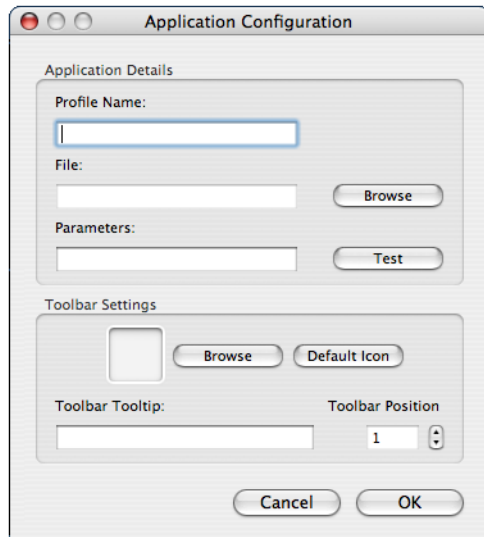 Application Configuration
Application Details
Profile Name:
File:
Browse
Parameters:
Test
Toolbar Settings
Browse Default Icon
Toolbar Tooltip: Toolbar Position
1
Cancel OK